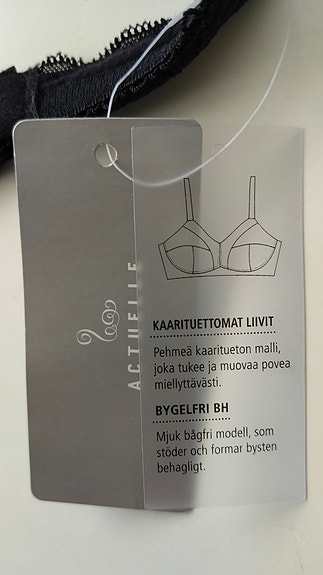 ACTUELLE
KAARITUETTOMAT LIIVIT
Pehmeä kaaritueton malli,
joka tukee ja muovaa povea
miellyttävästi.
BYGELFRI BH
Mjuk bågfri modell, som
stöder och formar bysten
behagligt.